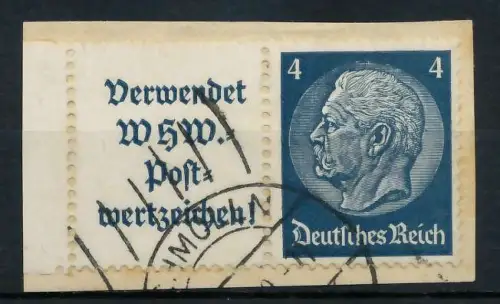 Verwendet
WHW.-
Post-
wertzeichen!
4 4
Deutsches Reich